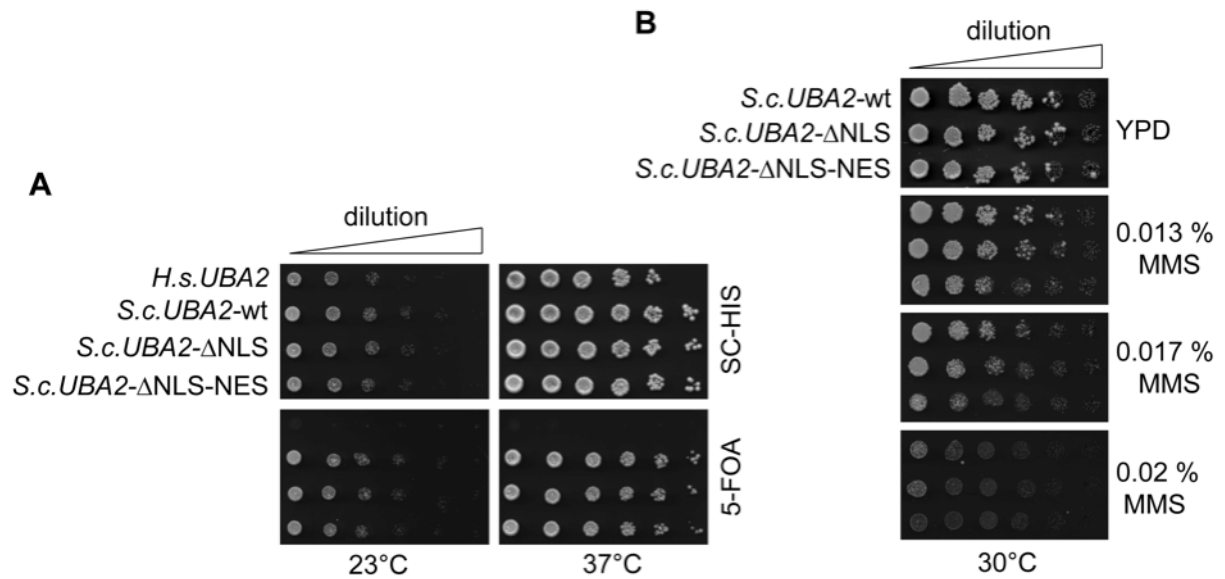 A
dilution
H.s.UBA2
S.c.UBA2-wt
S.c.UBA2-ΔNLS
S.c.UBA2-ΔNLS-NES
SC-HIS
5-FOA
23°C
37°C
B
dilution
S.c.UBA2-wt
S.c.UBA2-ΔNLS
S.c.UBA2-ΔNLS-NES
YPD
0.013 %
MMS
0.017 %
MMS
0.02 %
MMS
30°C